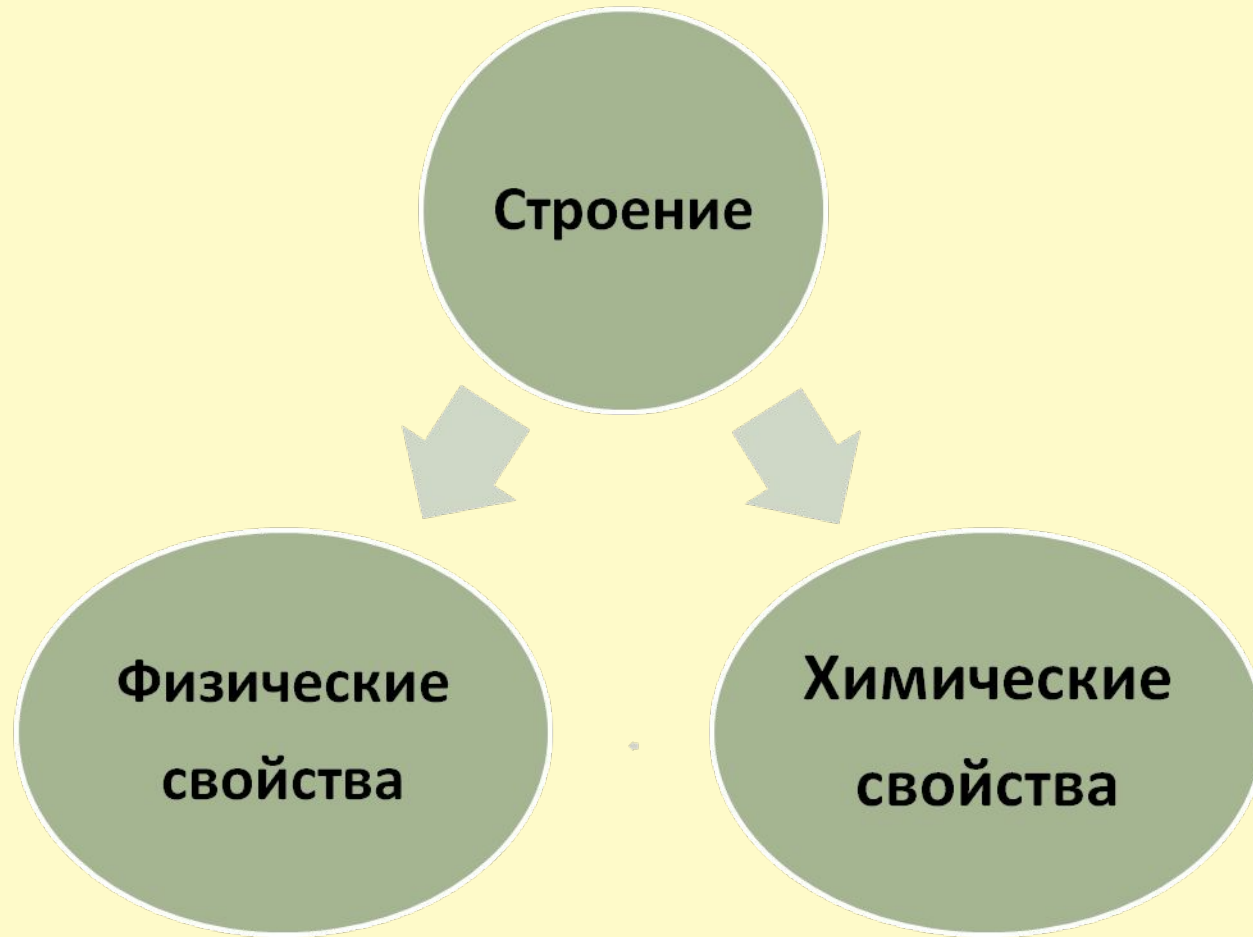 Строение
Физические
свойства
Химические
свойства